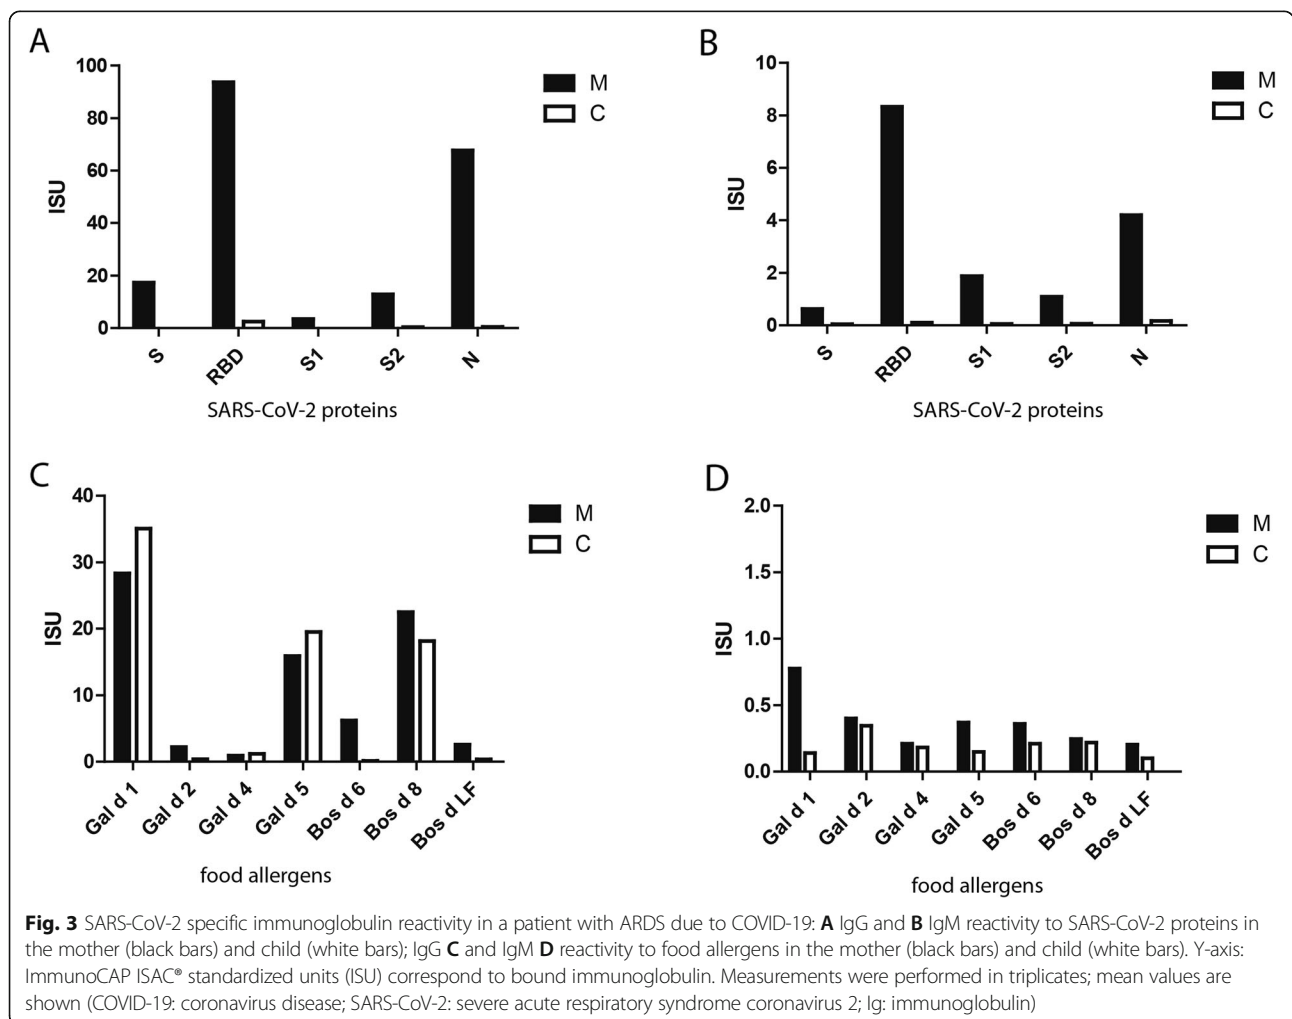 A
100
80
60
40
20
0
ISU
M
C
S
RBD
S1
S2
N
SARS-CoV-2 proteins
B
10
8
6
4
2
0
ISU
M
C
S
RBD
S1
S2
N
SARS-CoV-2 proteins
C
40
30
20
10
0
ISU
M
C
Gal d 1
Gal d 2
Gal d 4
Gal d 5
Bos d 6
Bos d 8
Bos d LF
food allergens
D
2.0
1.5
1.0
0.5
0.0
ISU
M
C
Gal d 1
Gal d 2
Gal d 4
Gal d 5
Bos d 6
Bos d 8
Bos d LF
food allergens
Fig. 3 SARS-CoV-2 specific immunoglobulin reactivity in a patient with ARDS due to COVID-19: A IgG and B IgM reactivity to SARS-CoV-2 proteins in
the mother (black bars) and child (white bars); IgG C and IgM D reactivity to food allergens in the mother (black bars) and child (white bars). Y-axis:
ImmunoCAP ISAC® standardized units (ISU) correspond to bound immunoglobulin. Measurements were performed in triplicates; mean values are
shown (COVID-19: coronavirus disease; SARS-CoV-2: severe acute respiratory syndrome coronavirus 2; Ig: immunoglobulin)